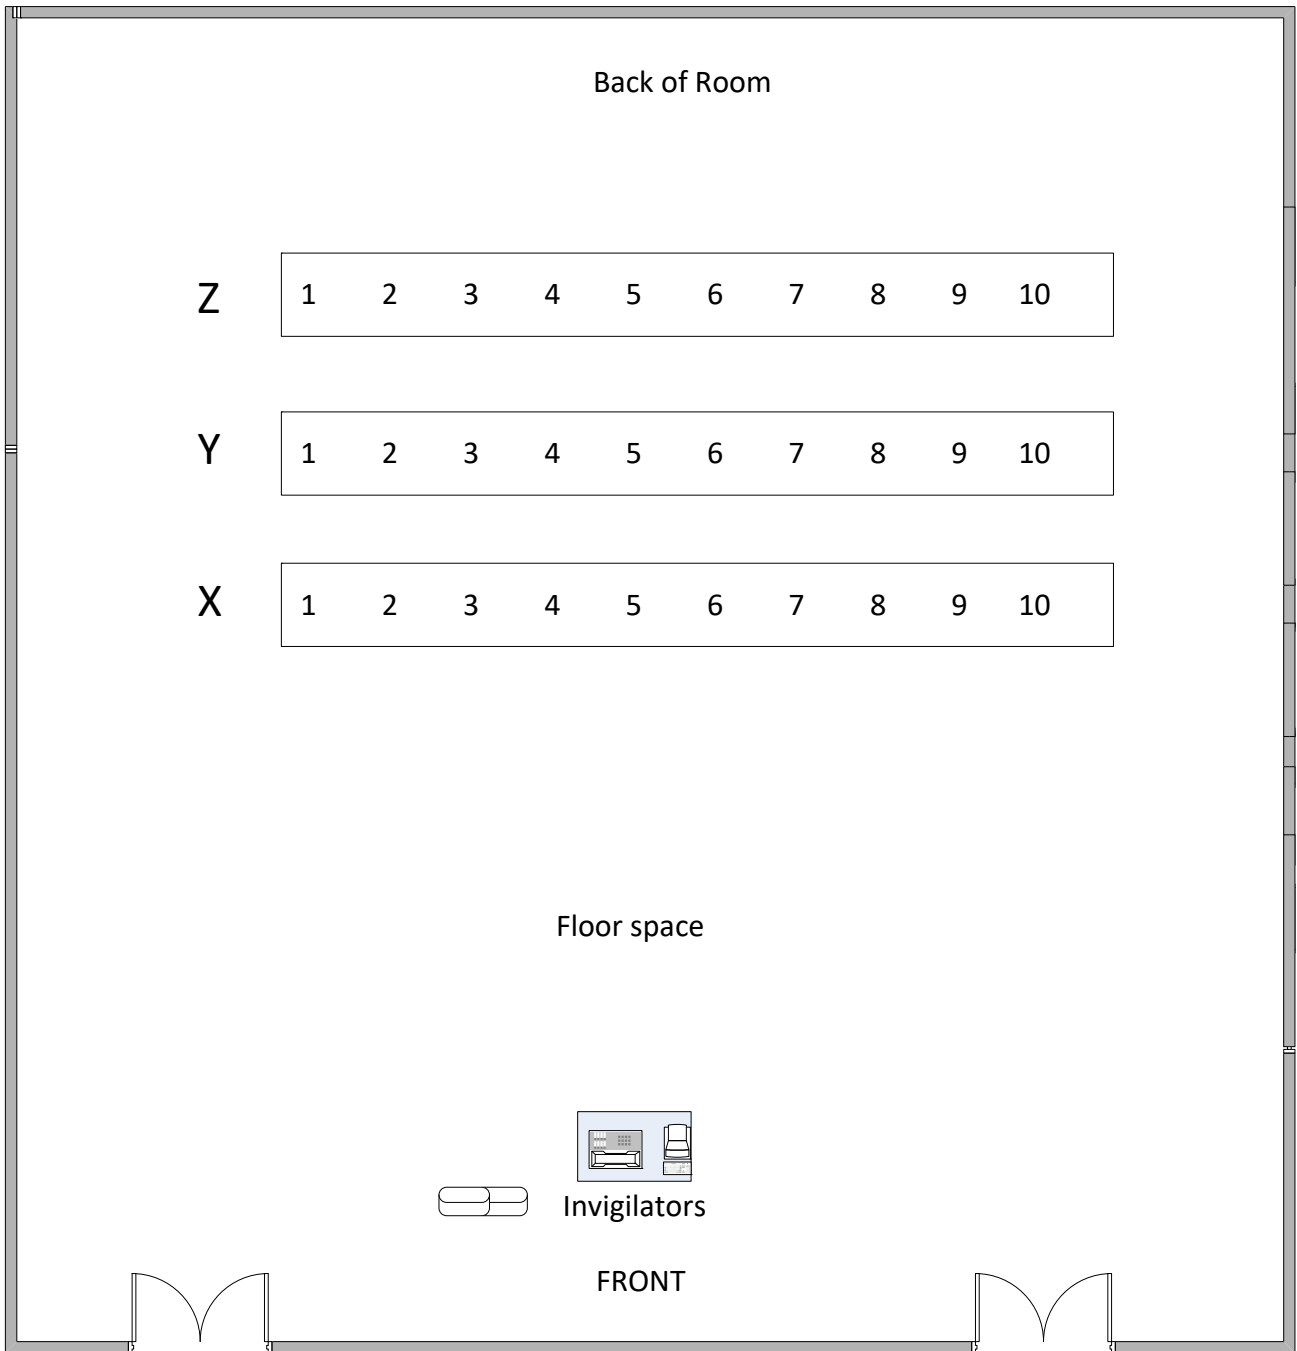 Back of Room
Z 1 2 3 4 5 6 7 8 9 10
Y 1 2 3 4 5 6 7 8 9 10
X 1 2 3 4 5 6 7 8 9 10
Floor space
Invigilators
FRONT